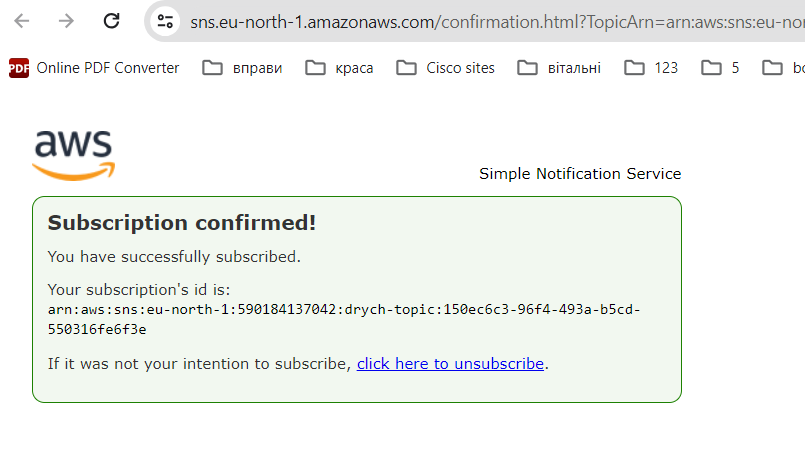 sns.eu-north-1.amazonaws.com/confirmation.html?TopicArn=arn:aws:sns:eu-nor
PDF Online PDF Converter вправи краса Cisco sites вітальні 123 5
aws
Simple Notification Service
Subscription confirmed!
You have successfully subscribed.
Your subscription's id is:
arn:aws:sns:eu-north-1:590184137042:drych-topic:150ec6c3-96f4-493a-b5cd-
550316fe6f3e
If it was not your intention to subscribe, click here to unsubscribe.